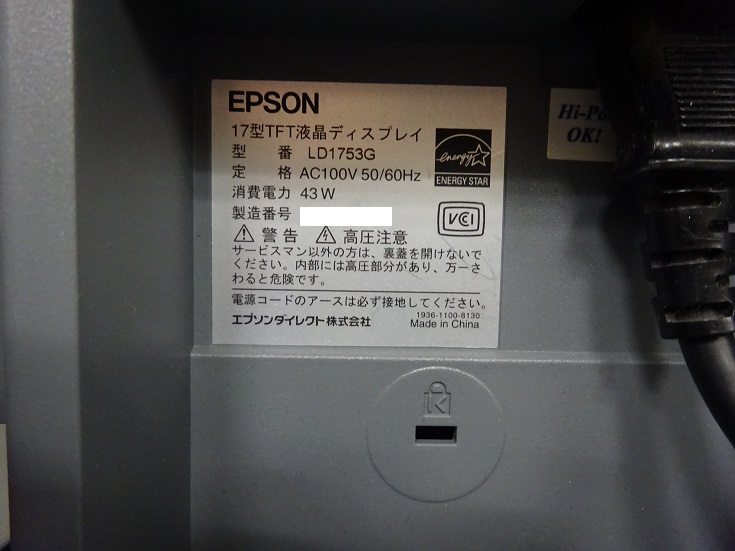 EPSON
17型TFT液晶ディスプレイ
型 番 LD1753G
定 格 AC100V 50/60Hz
消費電力 43W
製造番号
energy
ENERGY STAR
VCCI
警告 高圧注意
サービスマン以外の方は、裏蓋を開けないで
ください。内部には高圧部分があり、万一さ
わると危険です。
電源コードのアースは必ず接地してください。
エプソンダイレクト株式会社
1936-1100-8130
Made in China
OK!
K